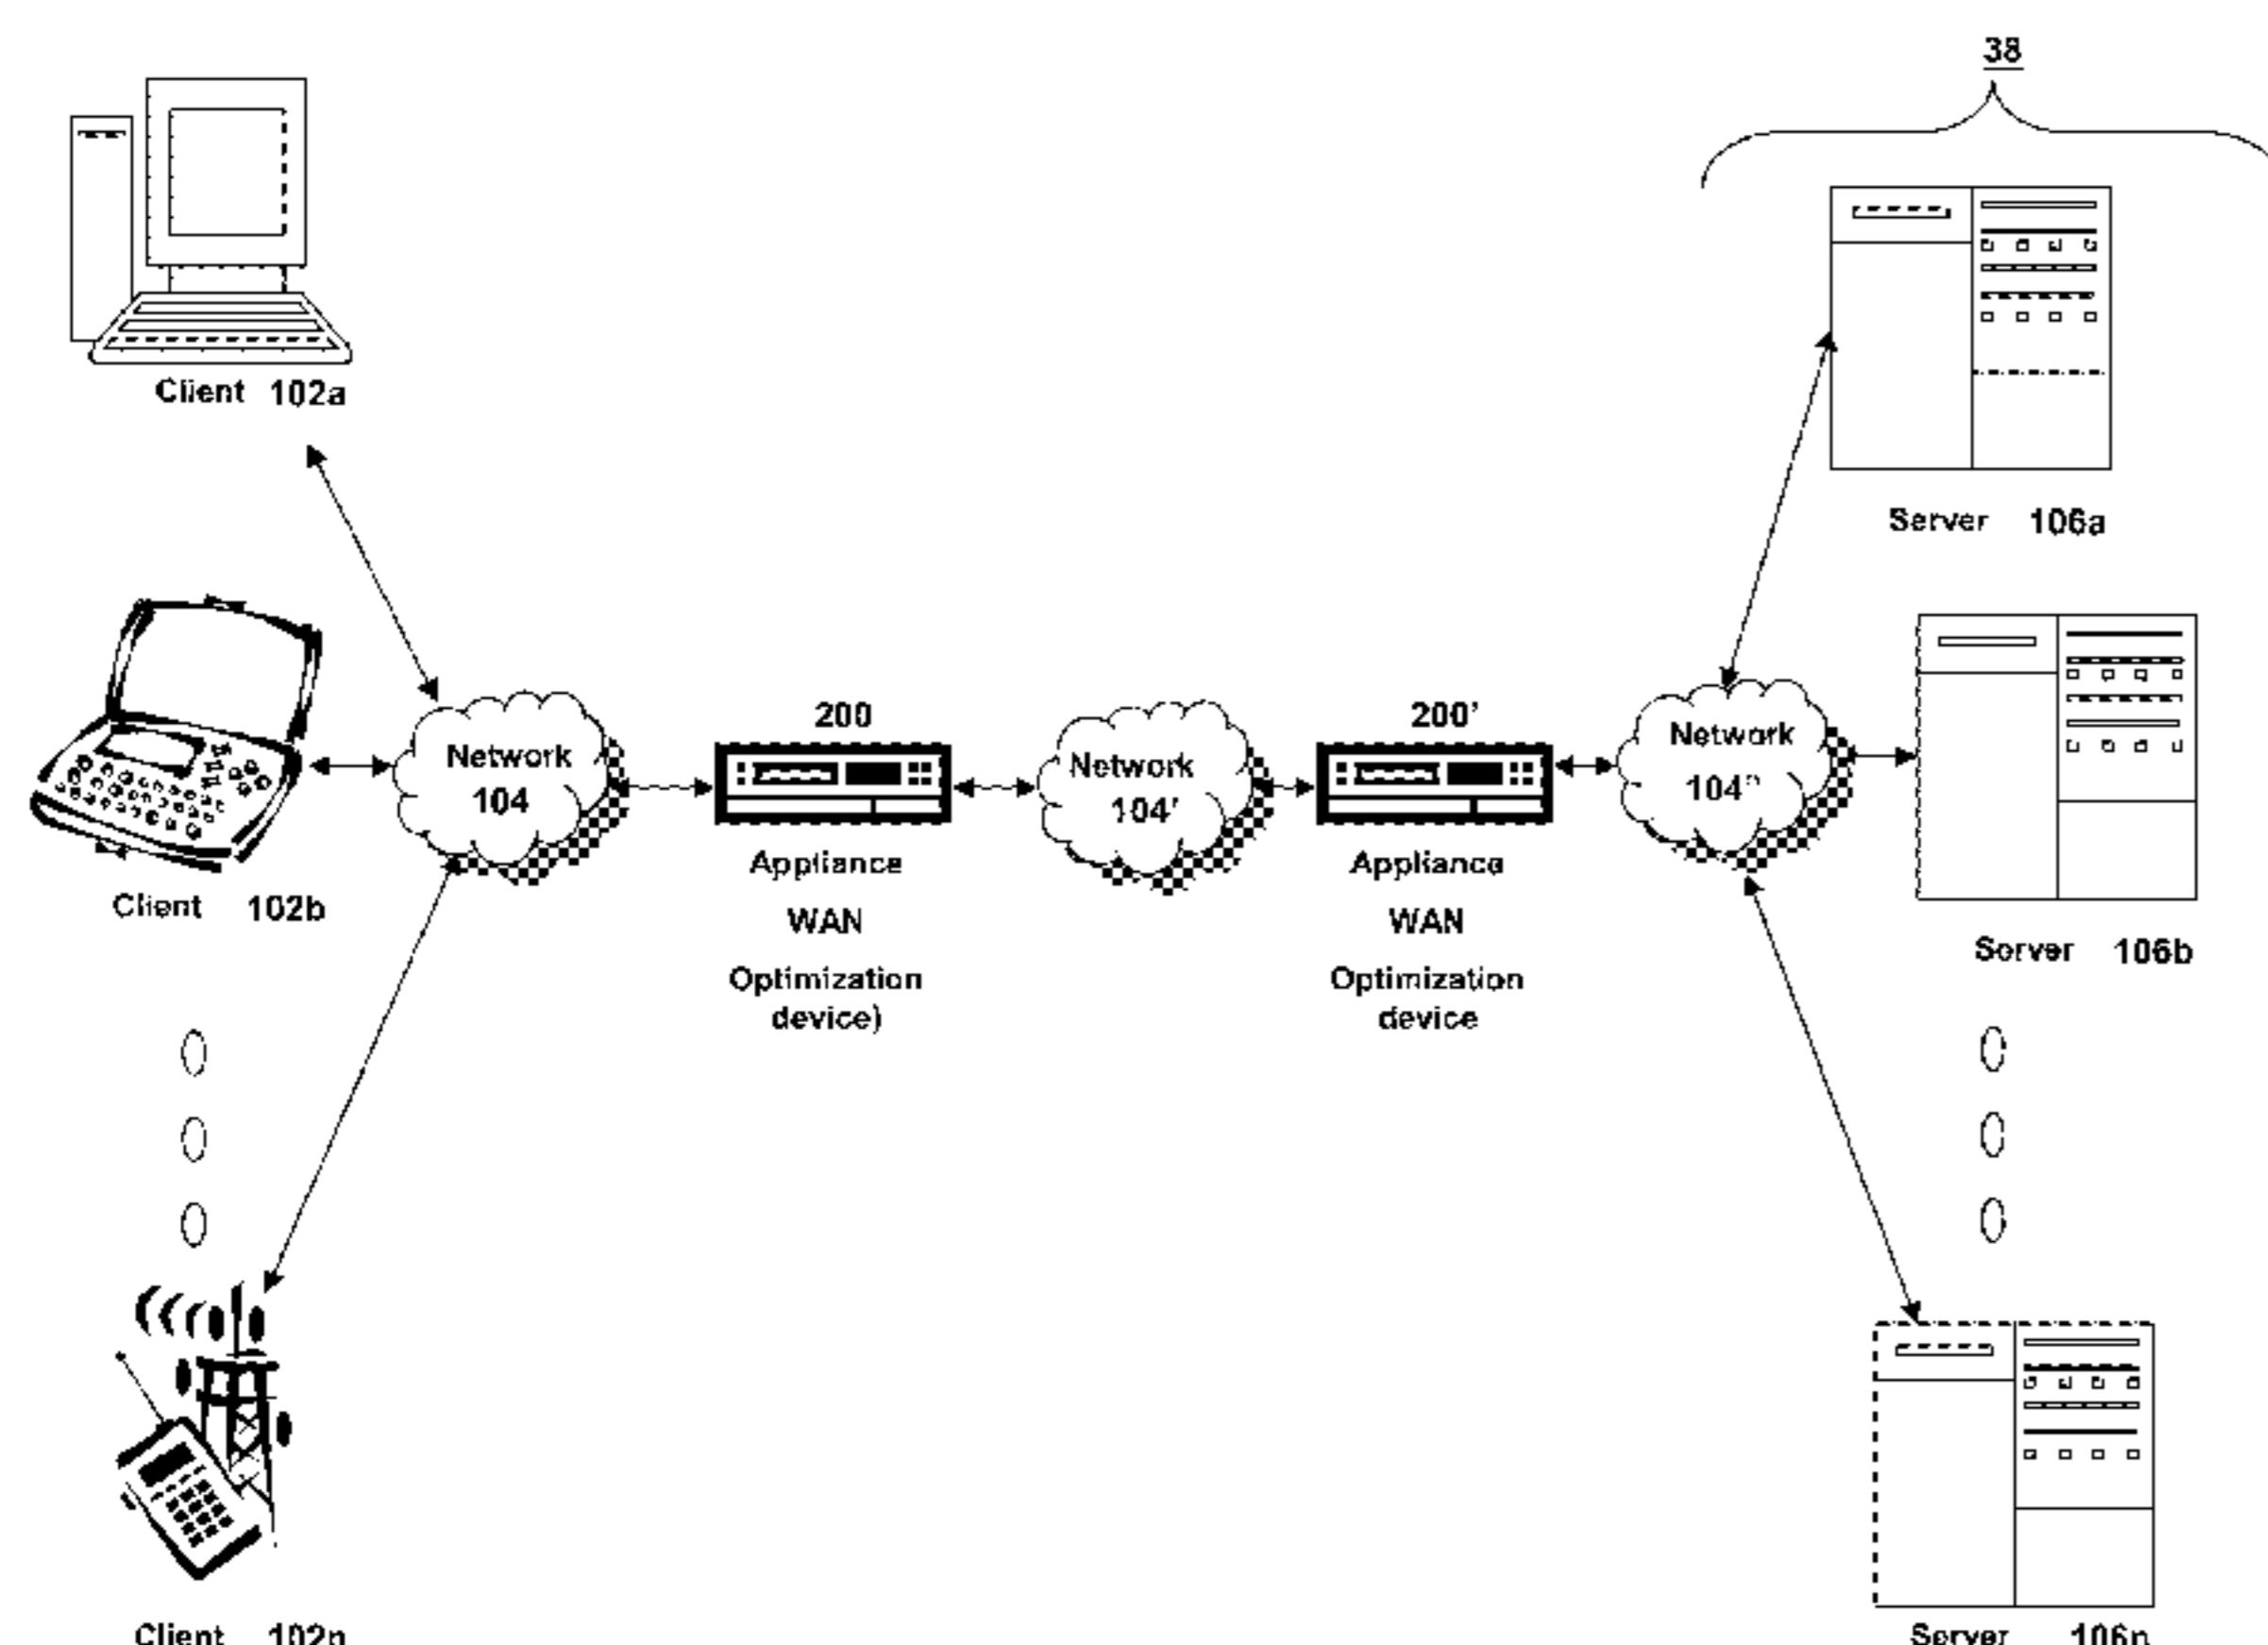 38
Client 102a
Server 106a
Client 102b
Network
104
200
Appliance
WAN
Optimization
device)
Network
104'
200'
Appliance
WAN
Optimization
device
Network
104"
Server 106b
Client 102n
Server 106n